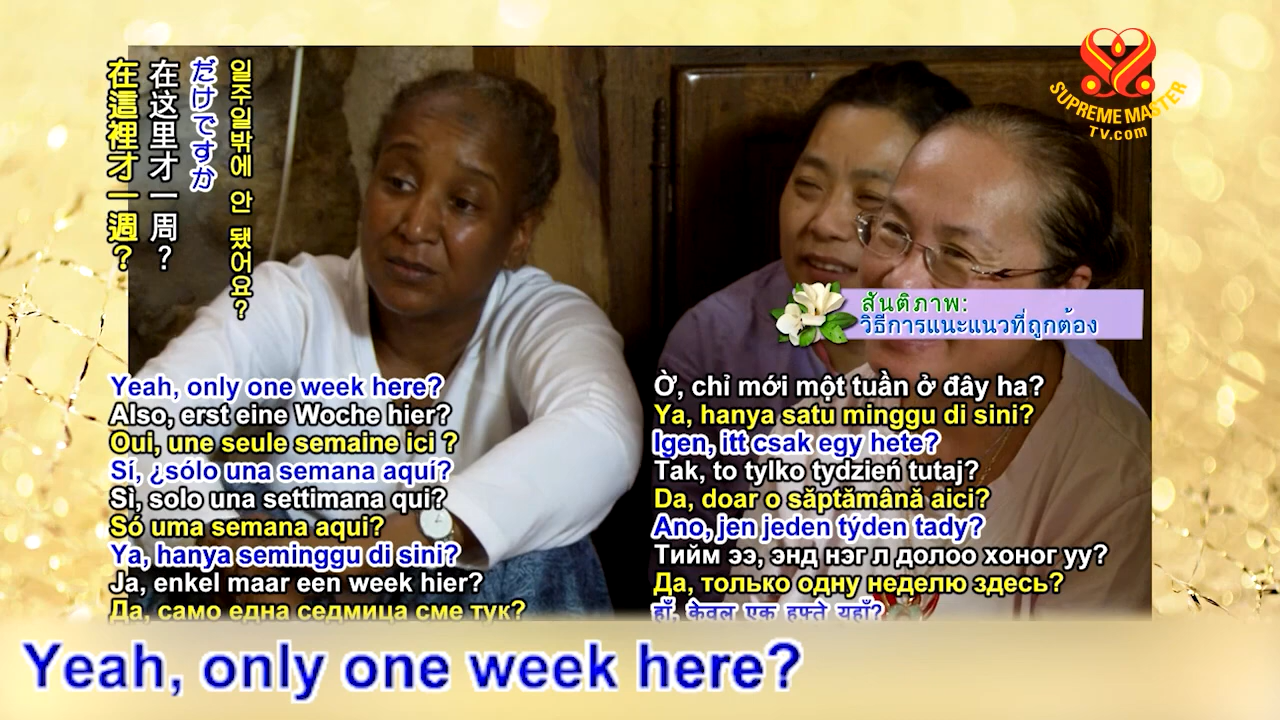 在這裡才一週？
在这里才一周？
だけですか
일주일밖에 안 됐어요?
SUPREME MASTER
TV.com
สันติภาพ:
วิธีการแนะแนวที่ถูกต้อง
Yeah, only one week here?
Also, erst eine Woche hier?
Oui, une seule semaine ici ?
Sí, ¿sólo una semana aquí?
Sì, solo una settimana qui?
Só uma semana aqui?
Ya, hanya seminggu di sini?
Ja, enkel maar een week hier?
Да, само една седмица сме тук?
Ờ, chỉ mới một tuần ở đây ha?
Ya, hanya satu minggu di sini?
Igen, itt csak egy hete?
Tak, to tylko tydzień tutaj?
Da, doar o săptămână aici?
Ano, jen jeden týden tady?
Тийм ээ, энд нэг л долоо хоног уу?
Да, только одну неделю здесь?
हाँ, केवल एक हफ्ते यहाँ?
Yeah, only one week here?